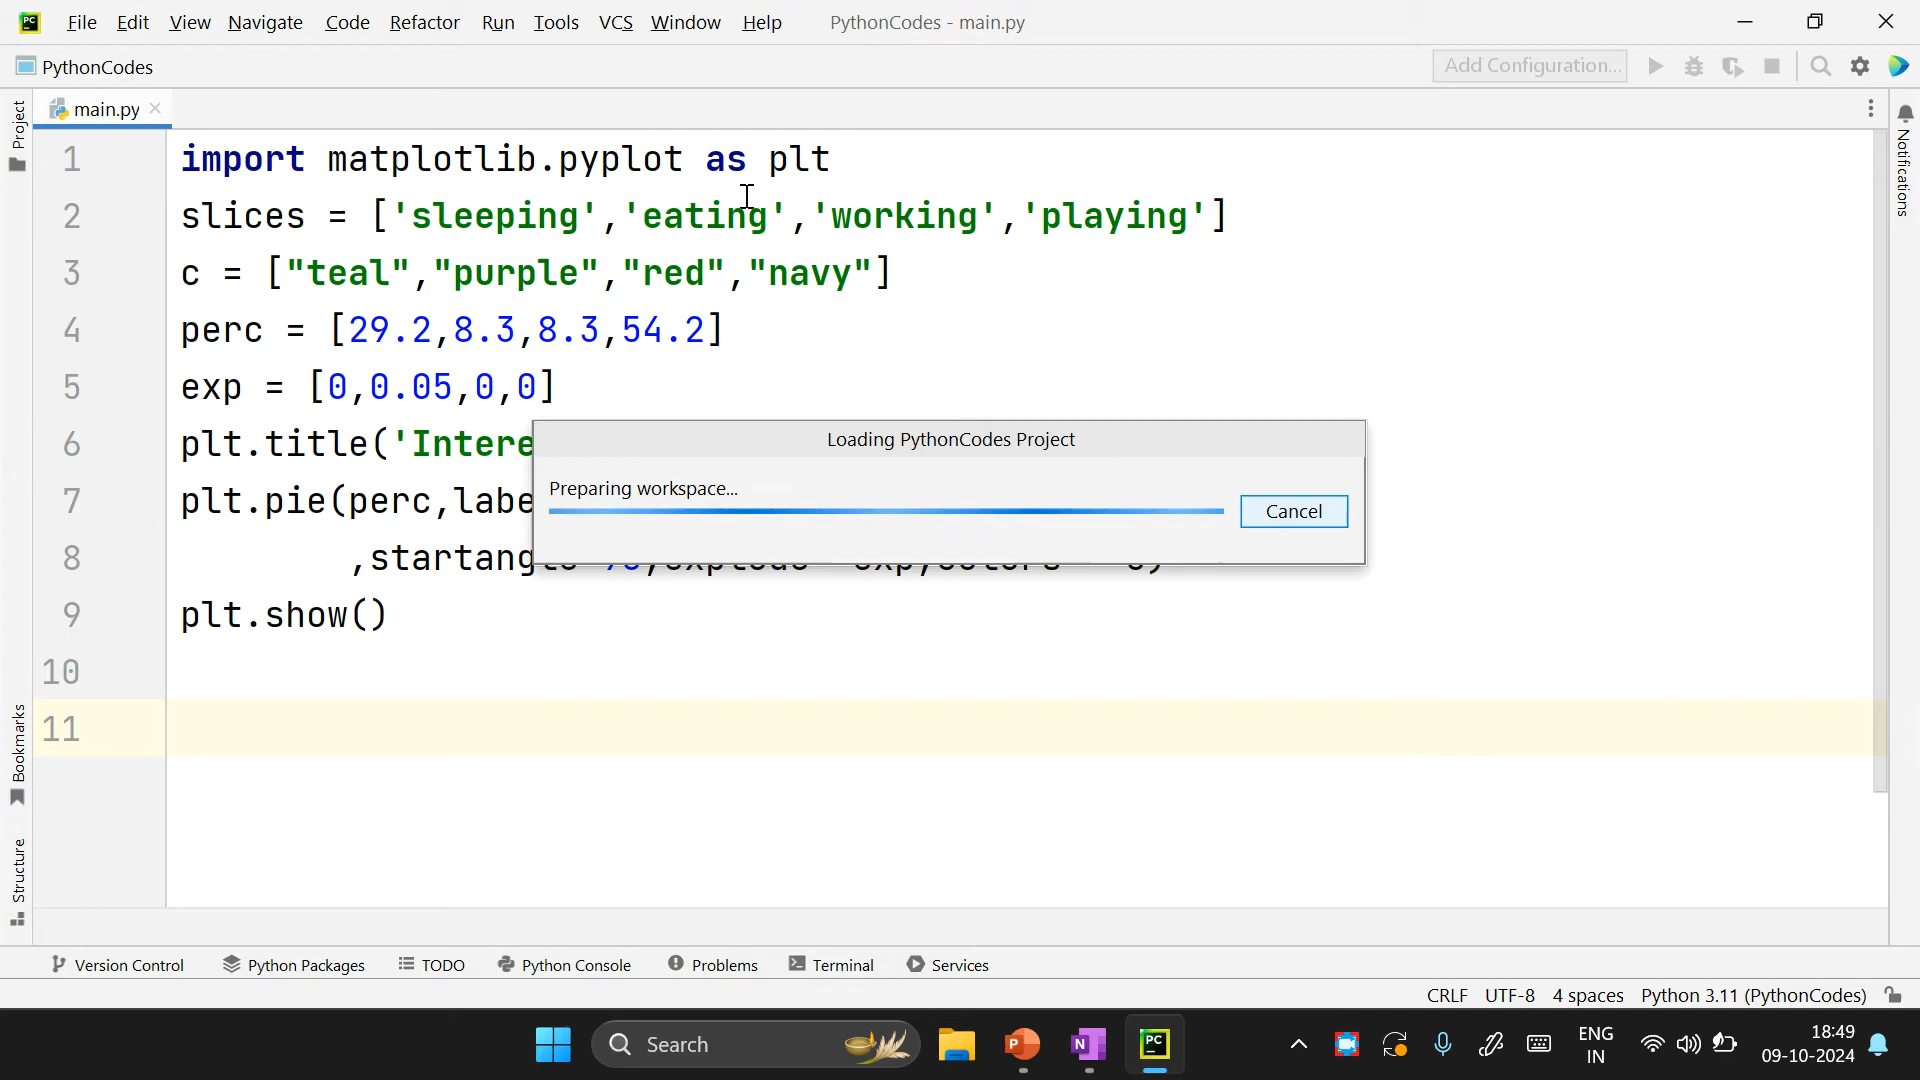 File Edit View Navigate Code Refactor Run Tools VCS Window Help PythonCodes - main.py
PythonCodes
Add Configuration...
Project
main.py
Notifications
1 import matplotlib.pyplot as plt
2 slices = ['sleeping','eating','working','playing']
3 c = ["teal","purple","red","navy"]
4 perc = [29.2,8.3,8.3,54.2]
5 exp = [0,0.05,0,0]
6 plt.title('Intere
Loading PythonCodes Project
Preparing workspace...
Cancel
7 plt.pie(perc,labe
8 ,startang
9 plt.show()
10
11
Bookmarks
Structure
Version Control Python Packages TODO Python Console Problems Terminal Services
CRLF UTF-8 4 spaces Python 3.11 (PythonCodes)
Search
ENG
IN
18:49
09-10-2024